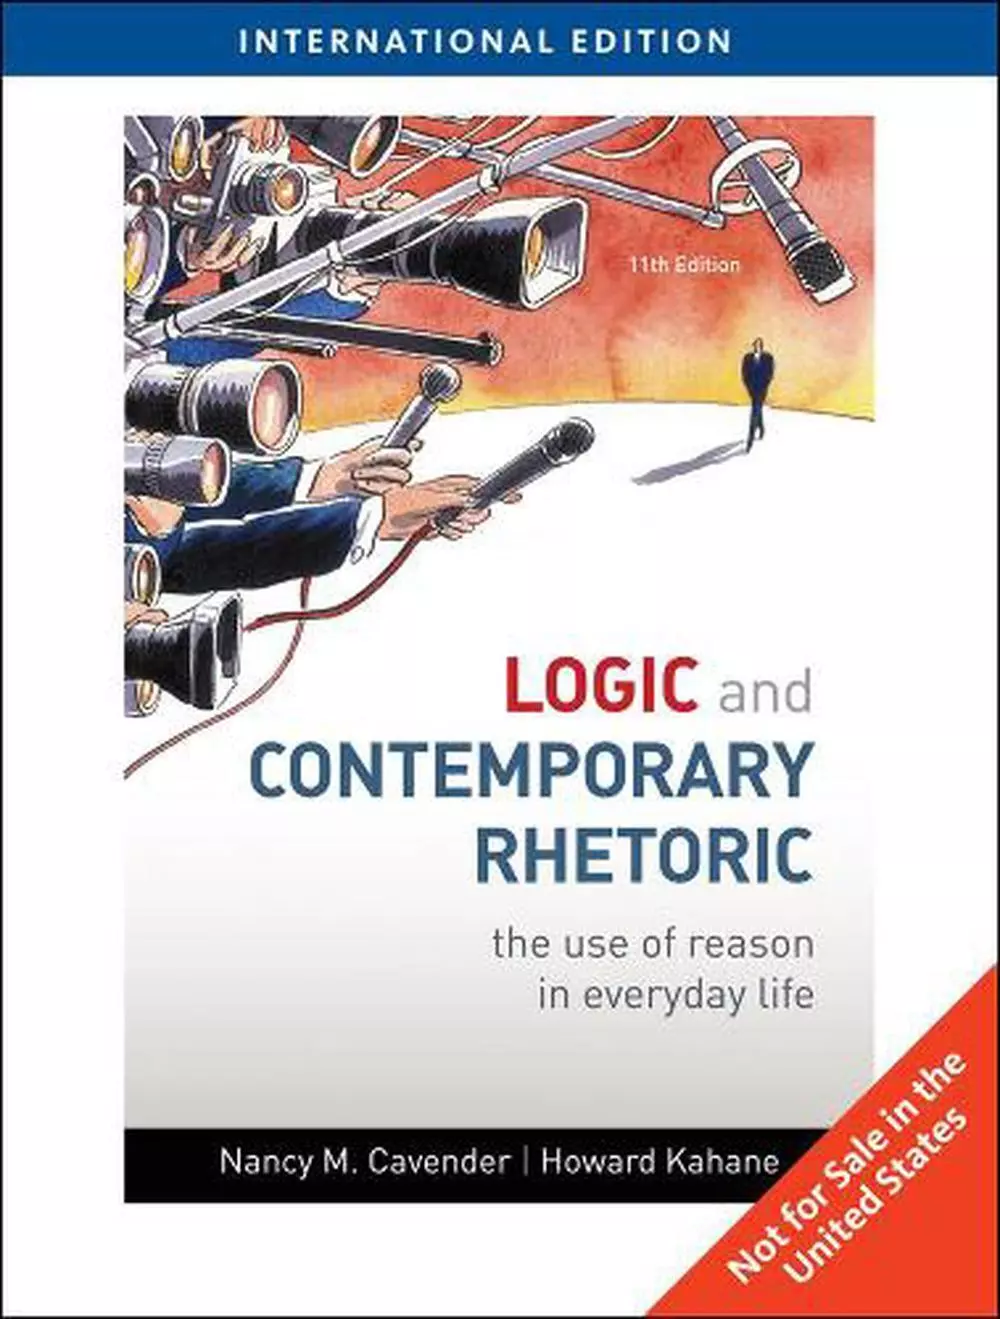 INTERNATIONAL EDITION
11th Edition
LOGIC and
CONTEMPORARY
RHETORIC
the use of reason
in everyday life
Nancy M. Cavender | Howard Kahane
Not for Sale in the
United States